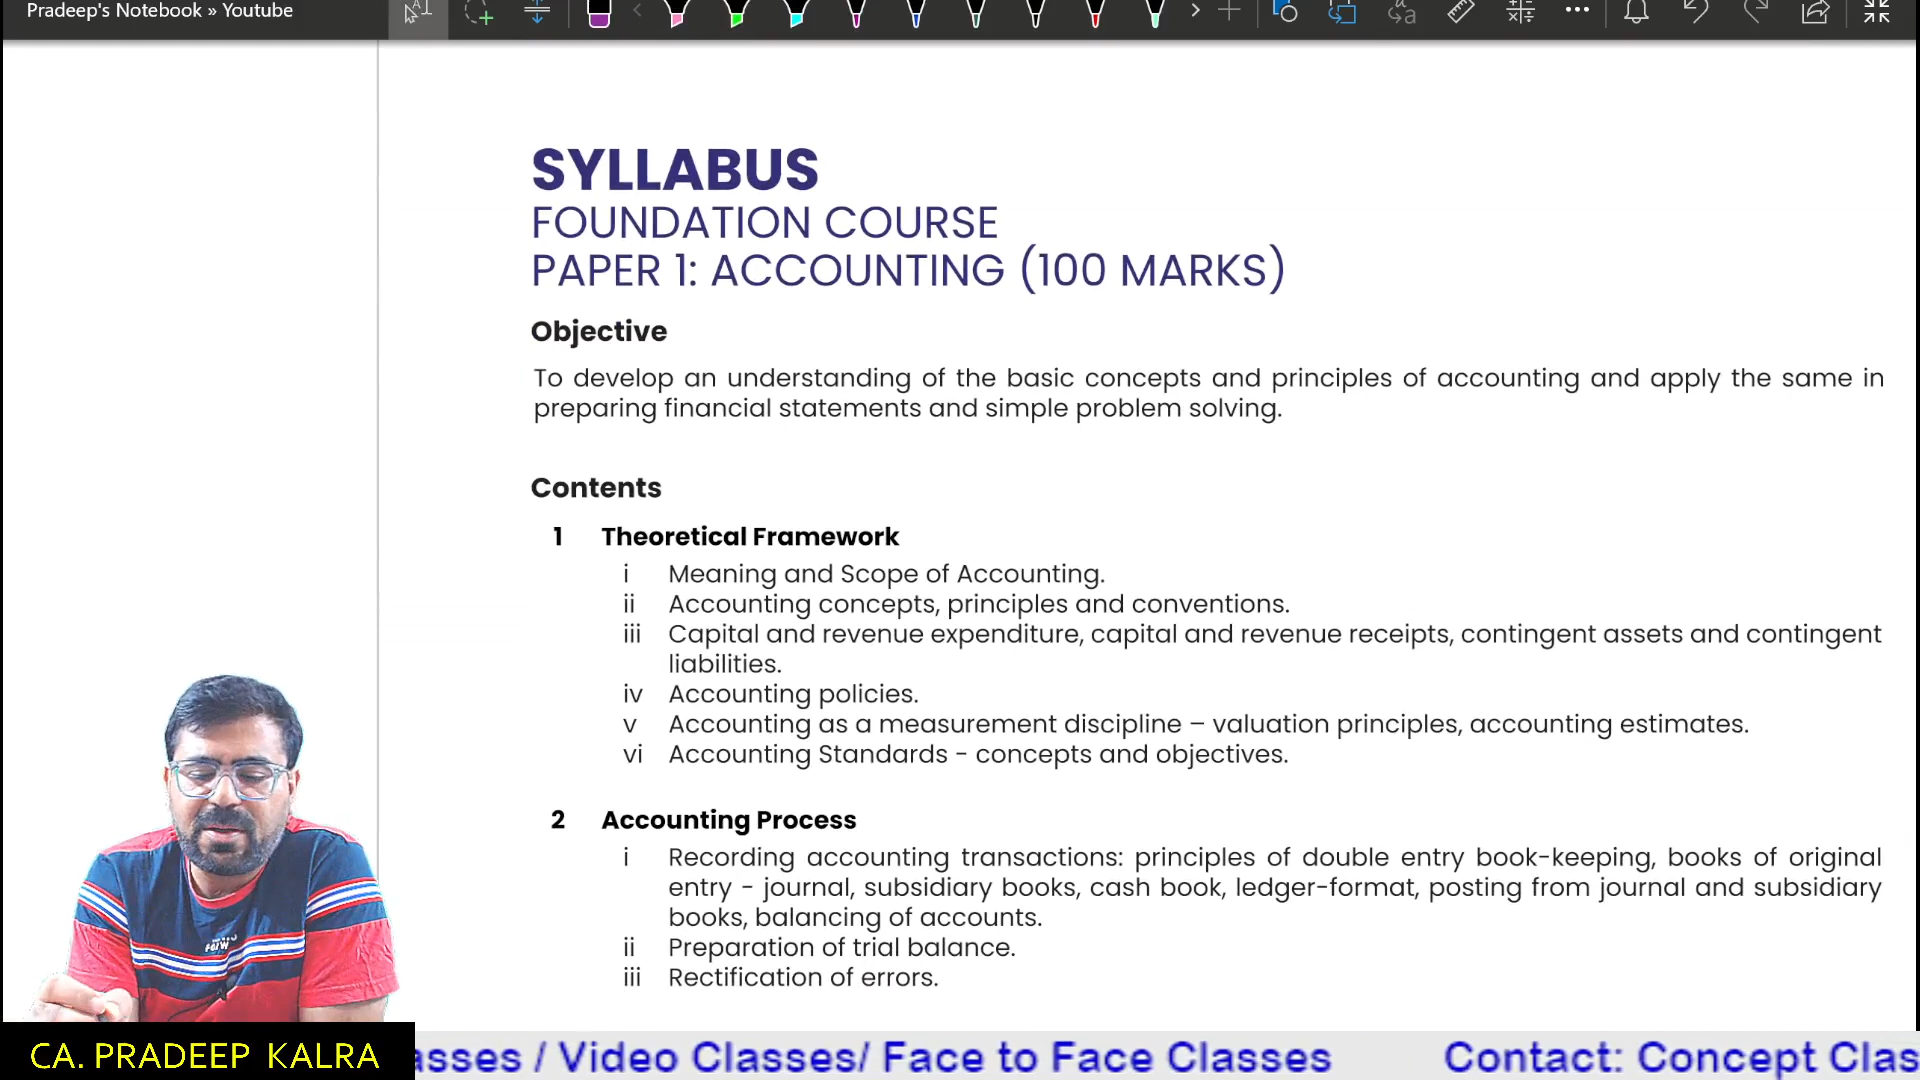 Pradeep's Notebook » Youtube
SYLLABUS
FOUNDATION COURSE
PAPER 1: ACCOUNTING (100 MARKS)
Objective
To develop an understanding of the basic concepts and principles of accounting and apply the same in
preparing financial statements and simple problem solving.
Contents
1 Theoretical Framework
i Meaning and Scope of Accounting.
ii Accounting concepts, principles and conventions.
iii Capital and revenue expenditure, capital and revenue receipts, contingent assets and contingent
liabilities.
iv Accounting policies.
v Accounting as a measurement discipline – valuation principles, accounting estimates.
vi Accounting Standards - concepts and objectives.
2 Accounting Process
i Recording accounting transactions: principles of double entry book-keeping, books of original
entry - journal, subsidiary books, cash book, ledger-format, posting from journal and subsidiary
books, balancing of accounts.
ii Preparation of trial balance.
iii Rectification of errors.
CA. PRADEEP KALRA
asses / Video Classes/ Face to Face Classes Contact: Concept Clas